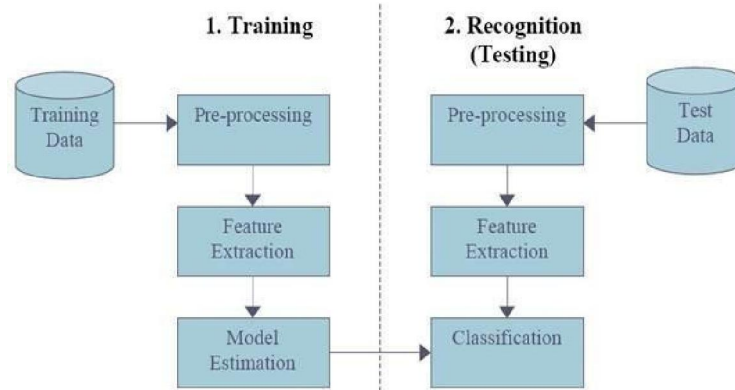 1. Training
Training
Data
Pre-processing
Feature
Extraction
Model
Estimation
2. Recognition
(Testing)
Test
Data
Pre-processing
Feature
Extraction
Classification